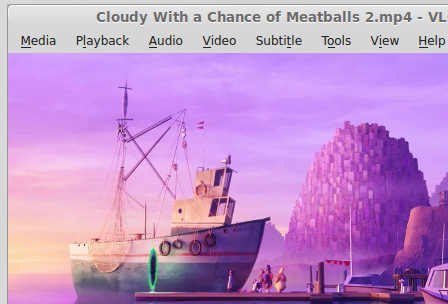 Cloudy With a Chance of Meatballs 2.mp4 - VL
Media Playback Audio Video Subtitle Tools View Help